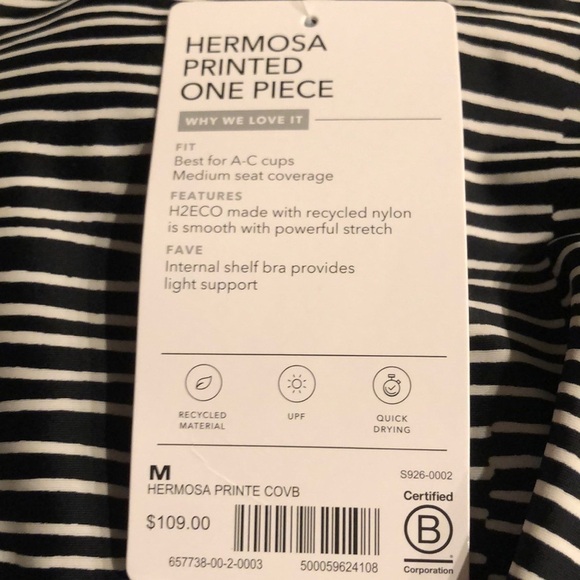 HERMOSA
PRINTED
ONE PIECE
WHY WE LOVE IT
FIT
Best for A-C cups
Medium seat coverage
FEATURES
H2ECO made with recycled nylon
is smooth with powerful stretch
FAVE
Internal shelf bra provides
light support
RECYCLED
MATERIAL
UPF
QUICK
DRYING
M
S926-0002
HERMOSA PRINTE COVB
$109.00
657738-00-2-0003
500059624108
Certified
B
Corporation